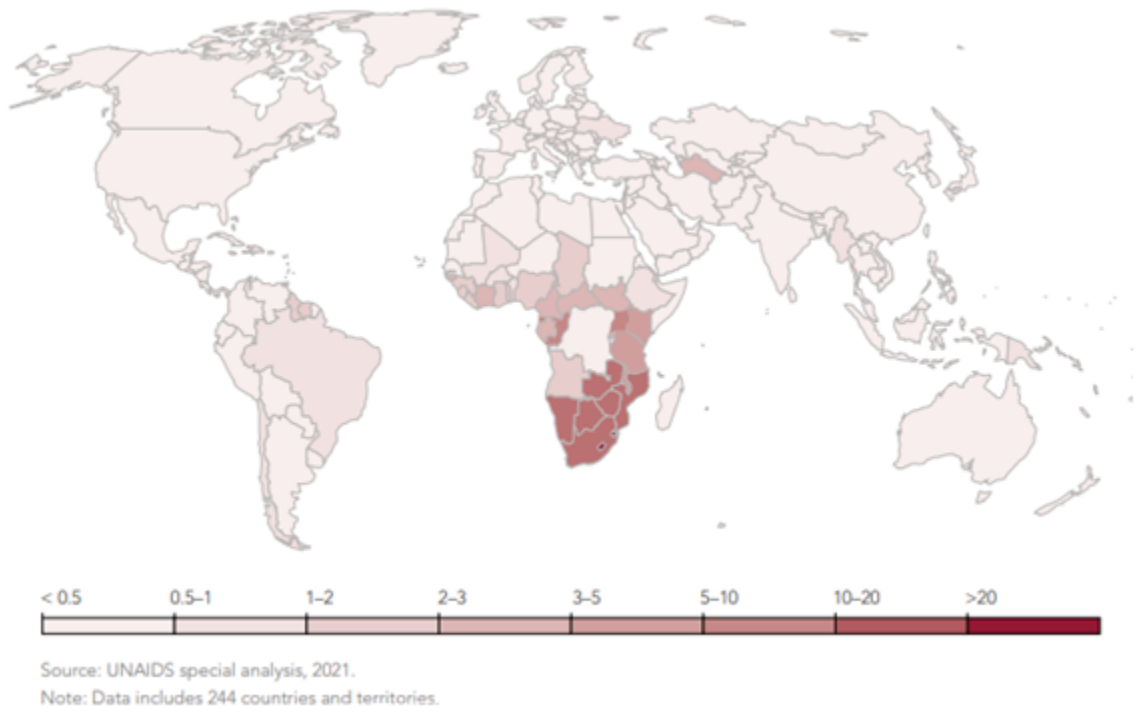 < 0.5 0.5–1 1–2 2–3 3–5 5–10 10–20 >20
Source: UNAIDS special analysis, 2021.
Note: Data includes 244 countries and territories.